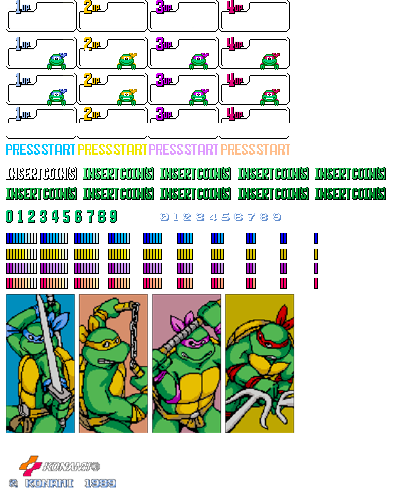 1UP 2UP 3UP 4UP
1UP 2UP 3UP 4UP
1UP 2UP 3UP 4UP
1UP 2UP 3UP 4UP
PRESS START PRESS START PRESS START PRESS START
INSERT COIN(S) INSERT COIN(S) INSERT COIN(S) INSERT COIN(S) INSERT COIN(S)
INSERT COIN(S) INSERT COIN(S) INSERT COIN(S) INSERT COIN(S) INSERT COIN(S)
0 1 2 3 4 5 6 7 8 9 0 1 2 3 4 5 6 7 8 9
KONAMI®
© KONAMI 1989